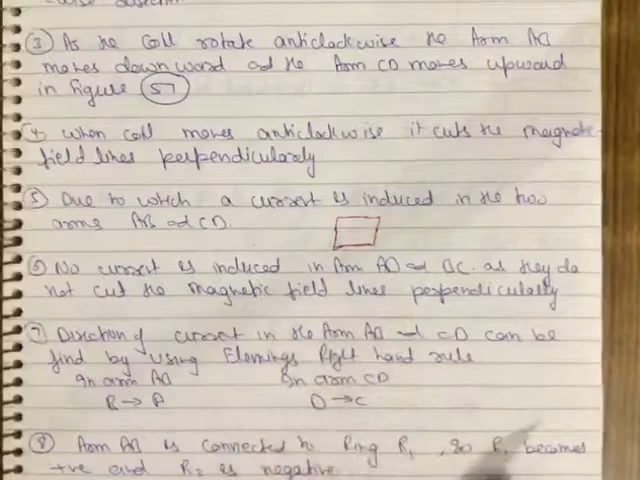 ③ As the Coil rotate anticlockwise the Arm AB
moves downword ad the Arm CD moves upward
in figure 57
④ when coil moves anticlockwise it cuts the magnetic
field lines perpendicularly
⑤ Due to which a current is induced in the two
arms AB ad CD.
⑥ No current is induced in Arm AD ad BC. as they do
not cut the magnetic field lines perpendicularly
⑦ Direction of current in the Arm AB ad CD can be
find by using Flemings Right hand rule
In arm AB In arm CD
B → A D → C
⑧ Arm AB is connected to Ring R₁, so R₁ becomes
+ve and R₂ is negative.